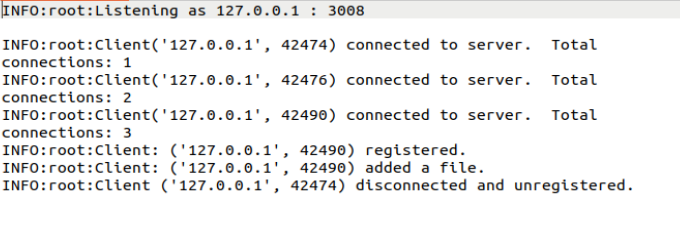 INFO:root:Listening as 127.0.0.1 : 3008
INFO:root:Client('127.0.0.1', 42474) connected to server.  Total
connections: 1
INFO:root:Client('127.0.0.1', 42476) connected to server.  Total
connections: 2
INFO:root:Client('127.0.0.1', 42490) connected to server.  Total
connections: 3
INFO:root:Client: ('127.0.0.1', 42490) registered.
INFO:root:Client: ('127.0.0.1', 42490) added a file.
INFO:root:Client ('127.0.0.1', 42474) disconnected and unregistered.